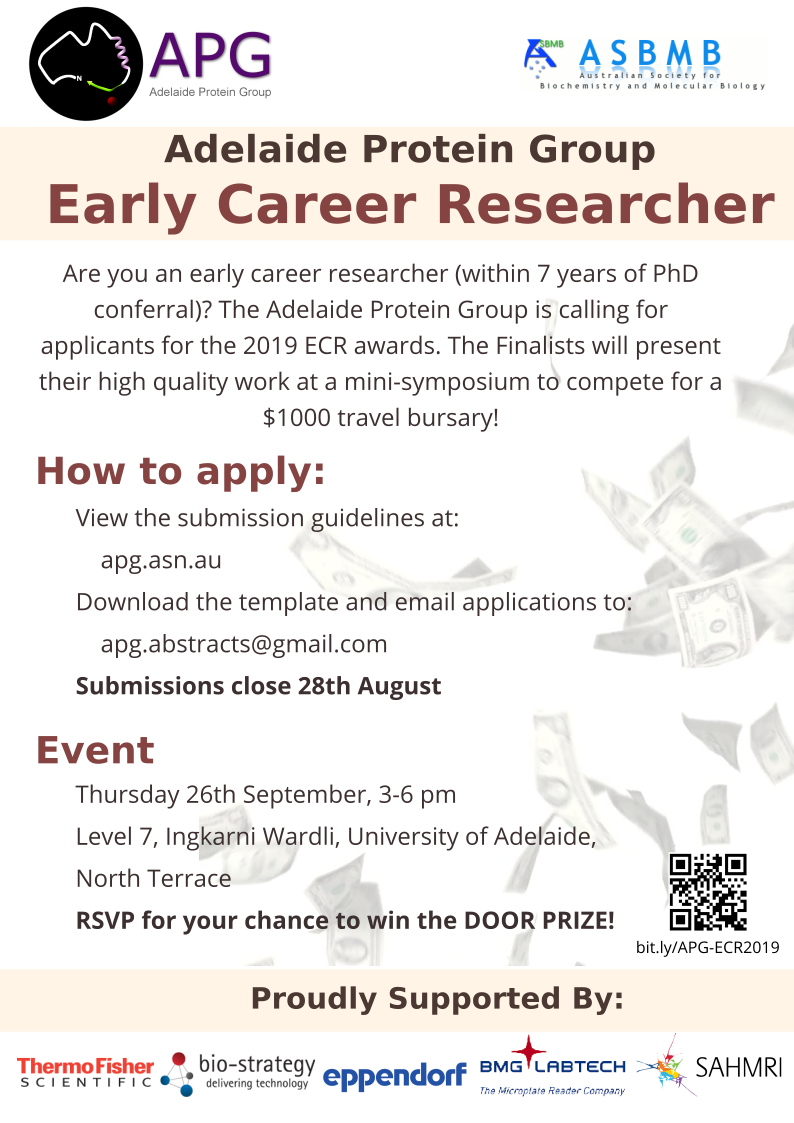 APG
Adelaide Protein Group
N
SBMB
ASBMB
Australian Society for
Biochemistry and Molecular Biology
Adelaide Protein Group
Early Career Researcher
Are you an early career researcher (within 7 years of PhD
conferral)? The Adelaide Protein Group is calling for
applicants for the 2019 ECR awards. The Finalists will present
their high quality work at a mini-symposium to compete for a
$1000 travel bursary!
How to apply:
View the submission guidelines at:
apg.asn.au
Download the template and email applications to:
apg.abstracts@gmail.com
Submissions close 28th August
Event
Thursday 26th September, 3-6 pm
Level 7, Ingkarni Wardli, University of Adelaide,
North Terrace
RSVP for your chance to win the DOOR PRIZE!
bit.ly/APG-ECR2019
Proudly Supported By:
ThermoFisher
SCIENTIFIC
bio-strategy
delivering technology
eppendorf
BMG LABTECH
The Microplate Reader Company
SAHMRI